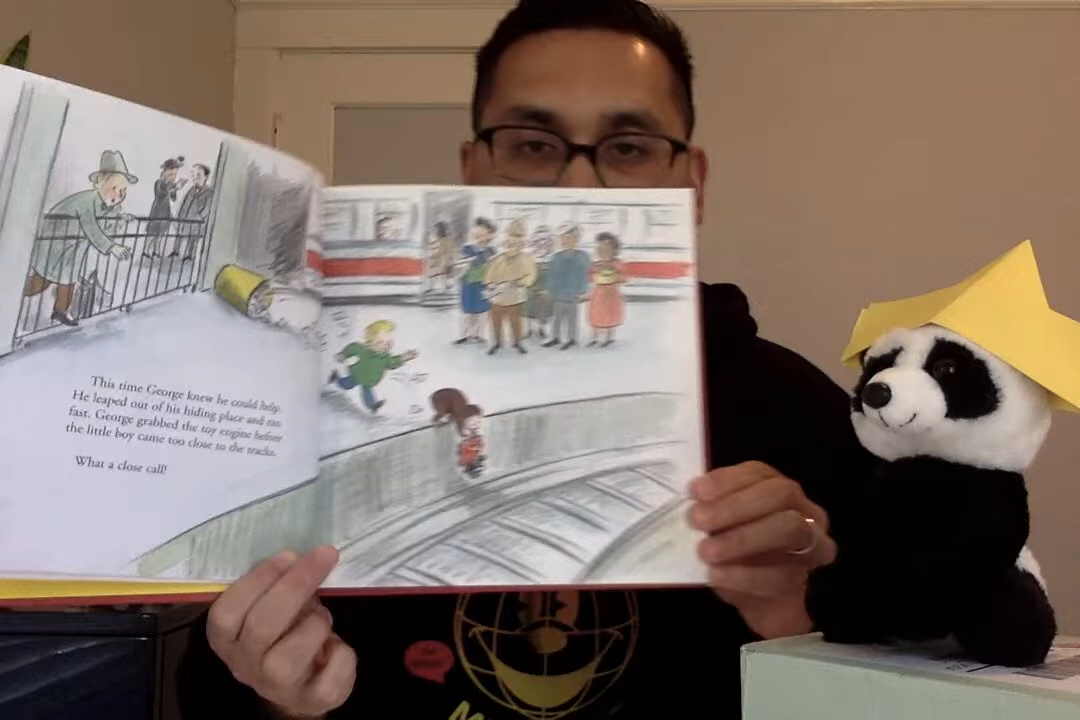 This time George knew he could help.
He leaped out of his hiding place and ran
fast. George grabbed the toy engine before
the little boy came too close to the tracks.
What a close call!